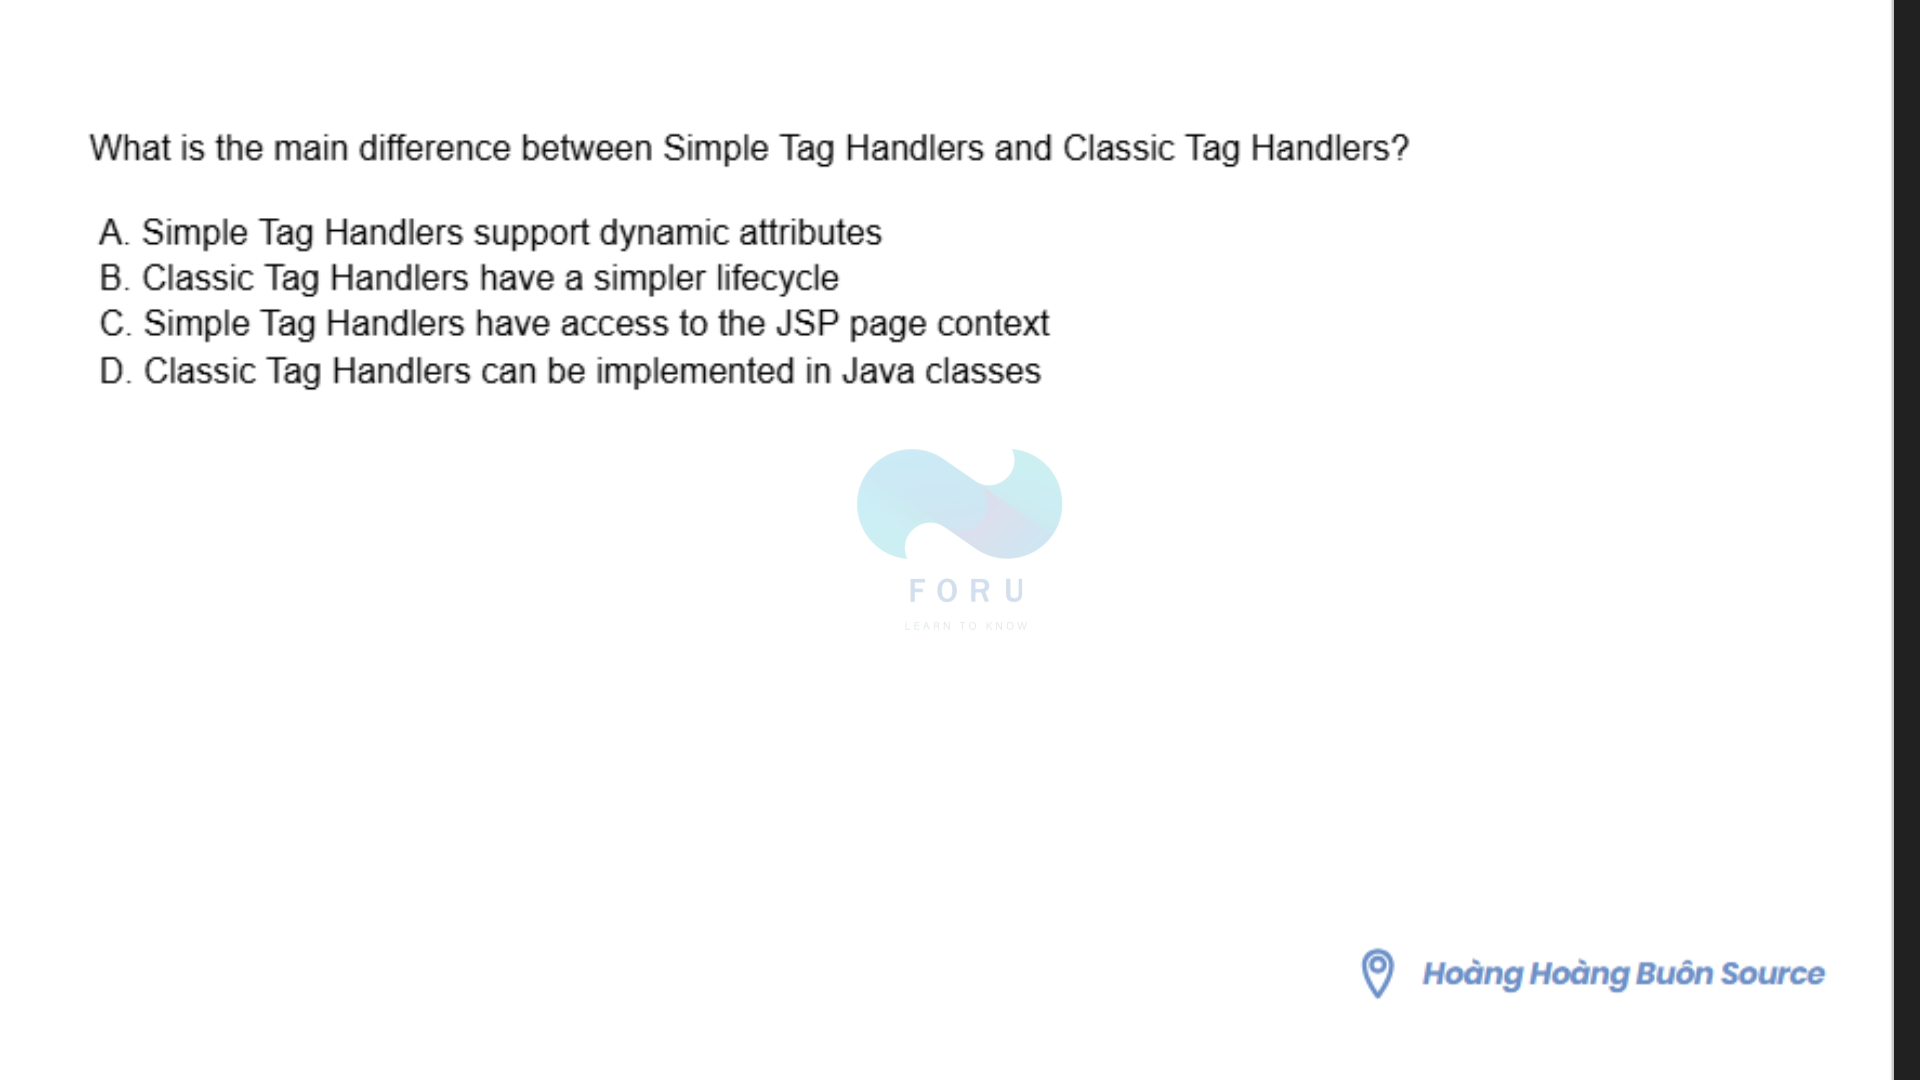 What is the main difference between Simple Tag Handlers and Classic Tag Handlers?
A. Simple Tag Handlers support dynamic attributes
B. Classic Tag Handlers have a simpler lifecycle
C. Simple Tag Handlers have access to the JSP page context
D. Classic Tag Handlers can be implemented in Java classes
FORU
LEARN TO KNOW
Hoàng Hoàng Buôn Source